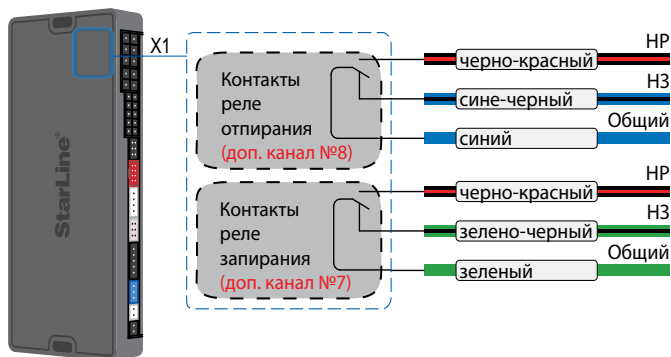 StarLine®
X1
Контакты
реле
отпирания
(доп. канал №8)
черно-красный
НР
сине-черный
НЗ
синий
Общий
Контакты
реле
запирания
(доп. канал №7)
черно-красный
НР
зелено-черный
НЗ
зеленый
Общий